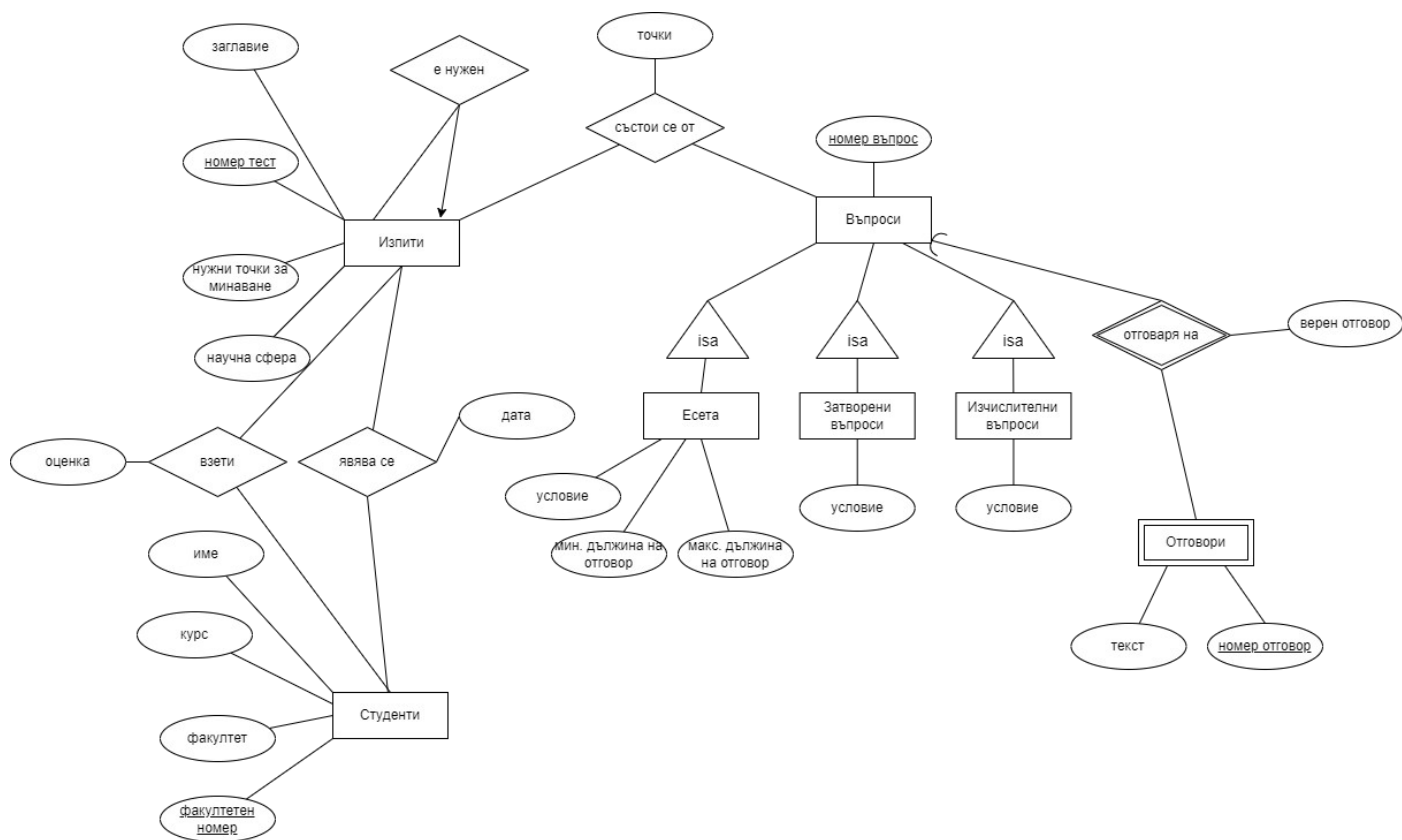 заглавие
е нужен
точки
състои се от
номер въпрос
номер тест
Въпроси
Изпити
нужни точки за
минаване
научна сфера
isa
isa
isa
отговаря на
верен отговор
Есета
Затворени
въпроси
Изчислителни
въпроси
дата
оценка
взети
явява се
условие
условие
условие
мин. дължина на
отговор
макс. дължина
на отговор
Отговори
име
курс
текст
номер отговор
Студенти
факултет
факултетен
номер